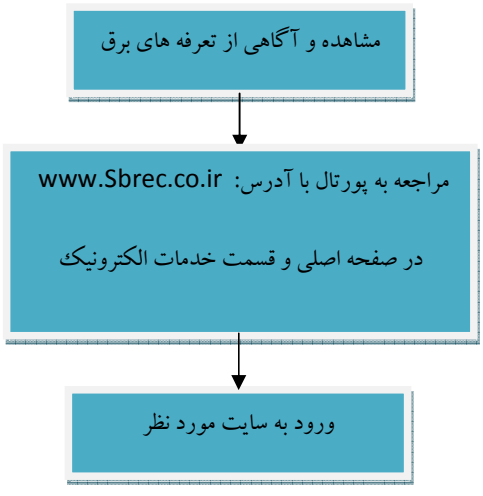 مشاهده و آگاهی از تعرفه های برق
مراجعه به پورتال با آدرس: www.Sbrec.co.ir
در صفحه اصلی و قسمت خدمات الکترونیک
ورود به سایت مورد نظر